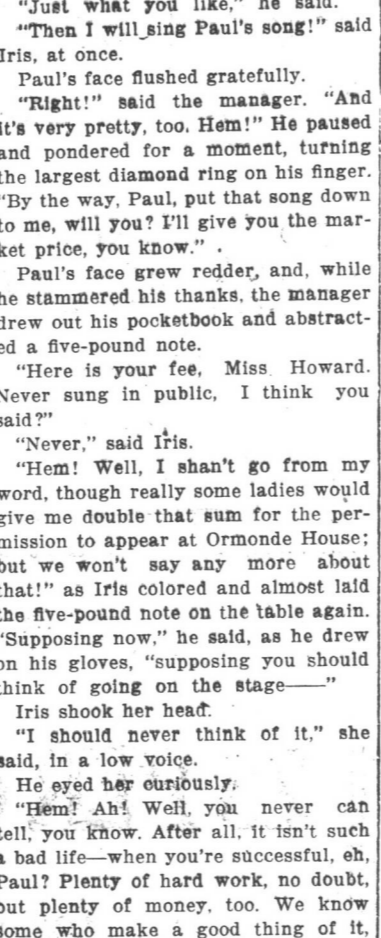 "Just what you like," he said.
"Then I will sing Paul's song!" said
Iris, at once.
Paul's face flushed gratefully.
"Right!" said the manager. "And
it's very pretty, too. Hem!" He paused
and pondered for a moment, turning
the largest diamond ring on his finger.
"By the way, Paul, put that song down
to me, will you? I'll give you the mar-
ket price, you know."
Paul's face grew redder, and, while
he stammered his thanks, the manager
drew out his pocketbook and abstract-
ed a five-pound note.
"Here is your fee, Miss Howard.
Never sung in public, I think you
said?"
"Never," said Iris.
"Hem! Well, I shan't go from my
word, though really some ladies would
give me double that sum for the per-
mission to appear at Ormonde House;
but we won't say any more about
that!" as Iris colored and almost laid
the five-pound note on the table again.
"Supposing now," he said, as he drew
on his gloves, "supposing you should
think of going on the stage——"
Iris shook her head.
"I should never think of it," she
said, in a low voice.
He eyed her curiously.
"Hem! Ah! Well, you never can
tell, you know. After all, it isn't such
a bad life—when you're successful, eh,
Paul? Plenty of hard work, no doubt,
but plenty of money, too. We know
some who make a good thing of it,